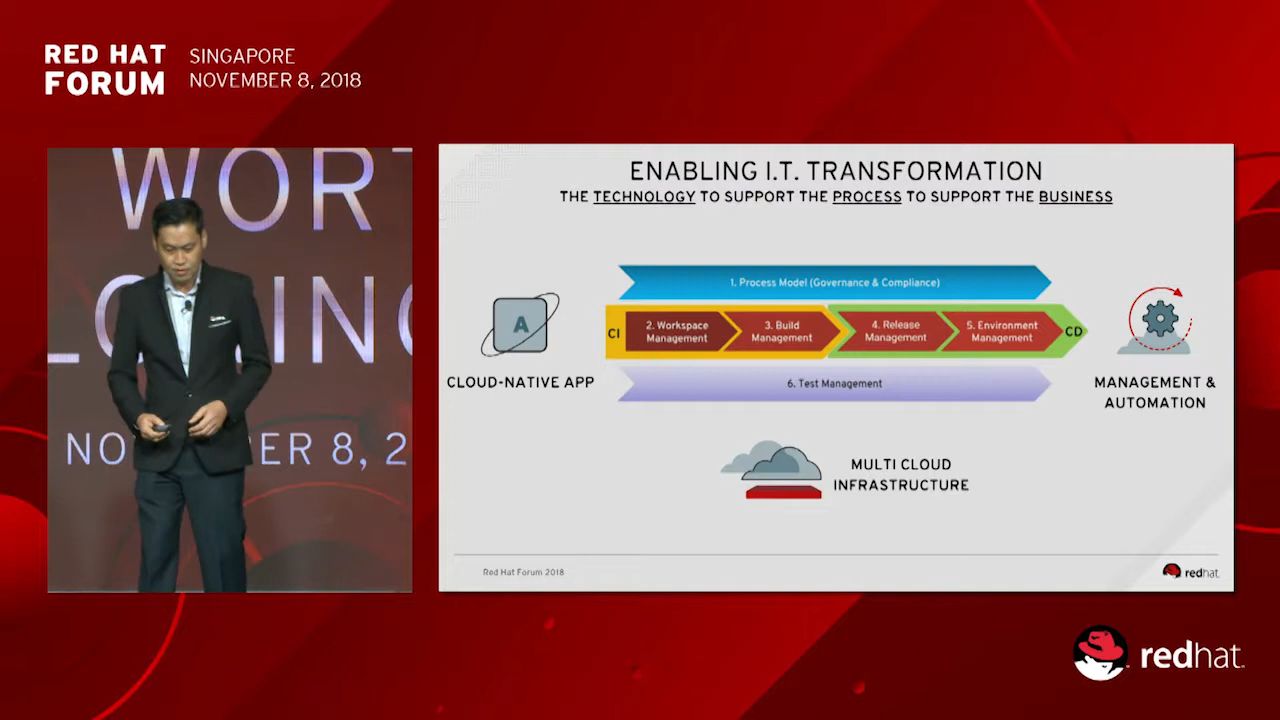 RED HAT
FORUM
SINGAPORE
NOVEMBER 8, 2018
WOR
NO
ER 8, 2
ENABLING I.T. TRANSFORMATION
THE TECHNOLOGY TO SUPPORT THE PROCESS TO SUPPORT THE BUSINESS
1. Process Model (Governance & Compliance)
CI
2. Workspace
Management
3. Build
Management
4. Release
Management
5. Environment
Management
CD
6. Test Management
A
CLOUD-NATIVE APP
MANAGEMENT &
AUTOMATION
MULTI CLOUD
INFRASTRUCTURE
Red Hat Forum 2018
redhat.
redhat.